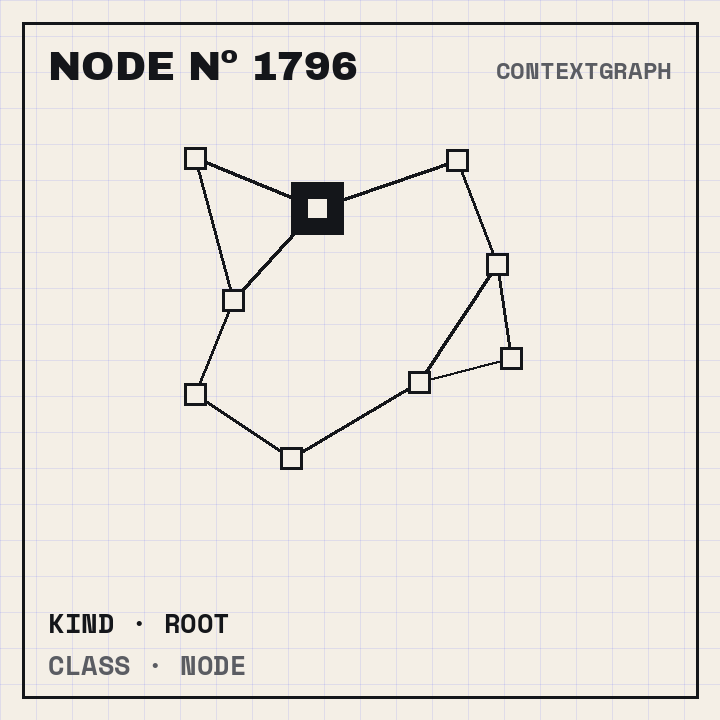 NODE Nº 1796
CONTEXTGRAPH
KIND · ROOT
CLASS · NODE